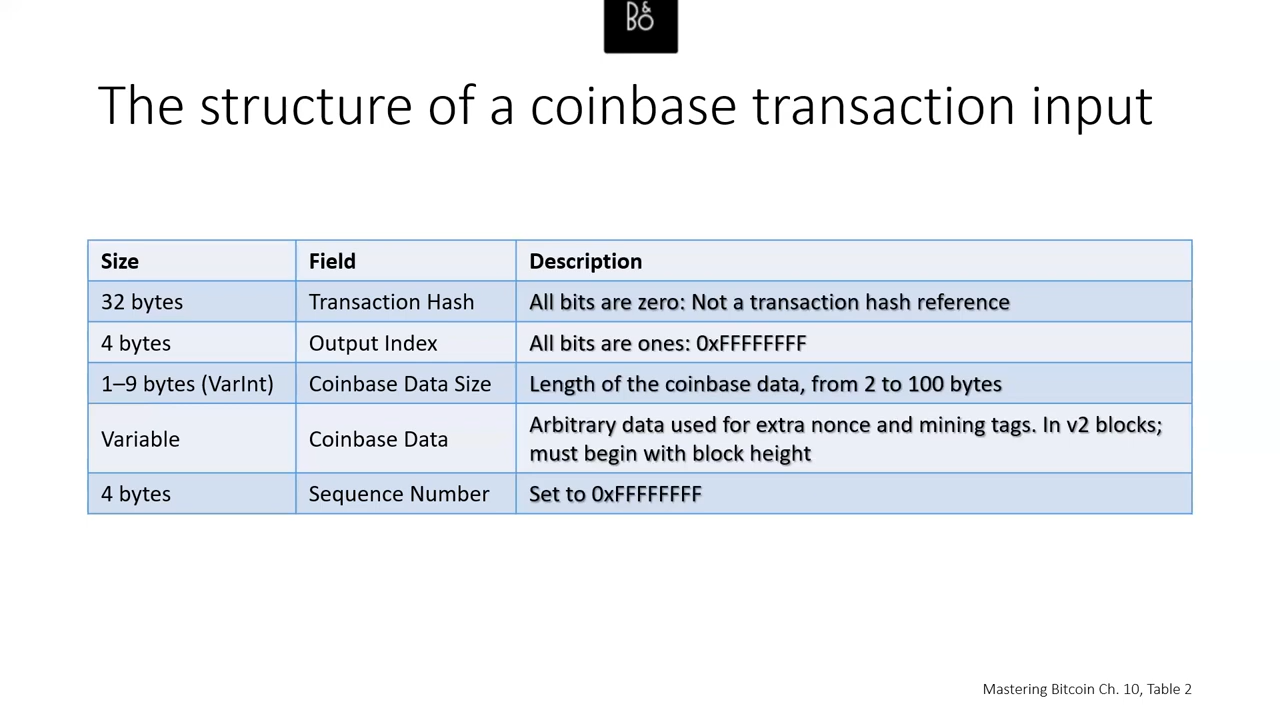 D&
BO
The structure of a coinbase transaction input
Size Field Description
32 bytes Transaction Hash All bits are zero: Not a transaction hash reference
4 bytes Output Index All bits are ones: 0xFFFFFFFF
1–9 bytes (VarInt) Coinbase Data Size Length of the coinbase data, from 2 to 100 bytes
Variable Coinbase Data Arbitrary data used for extra nonce and mining tags. In v2 blocks;
must begin with block height
4 bytes Sequence Number Set to 0xFFFFFFFF
Mastering Bitcoin Ch. 10, Table 2